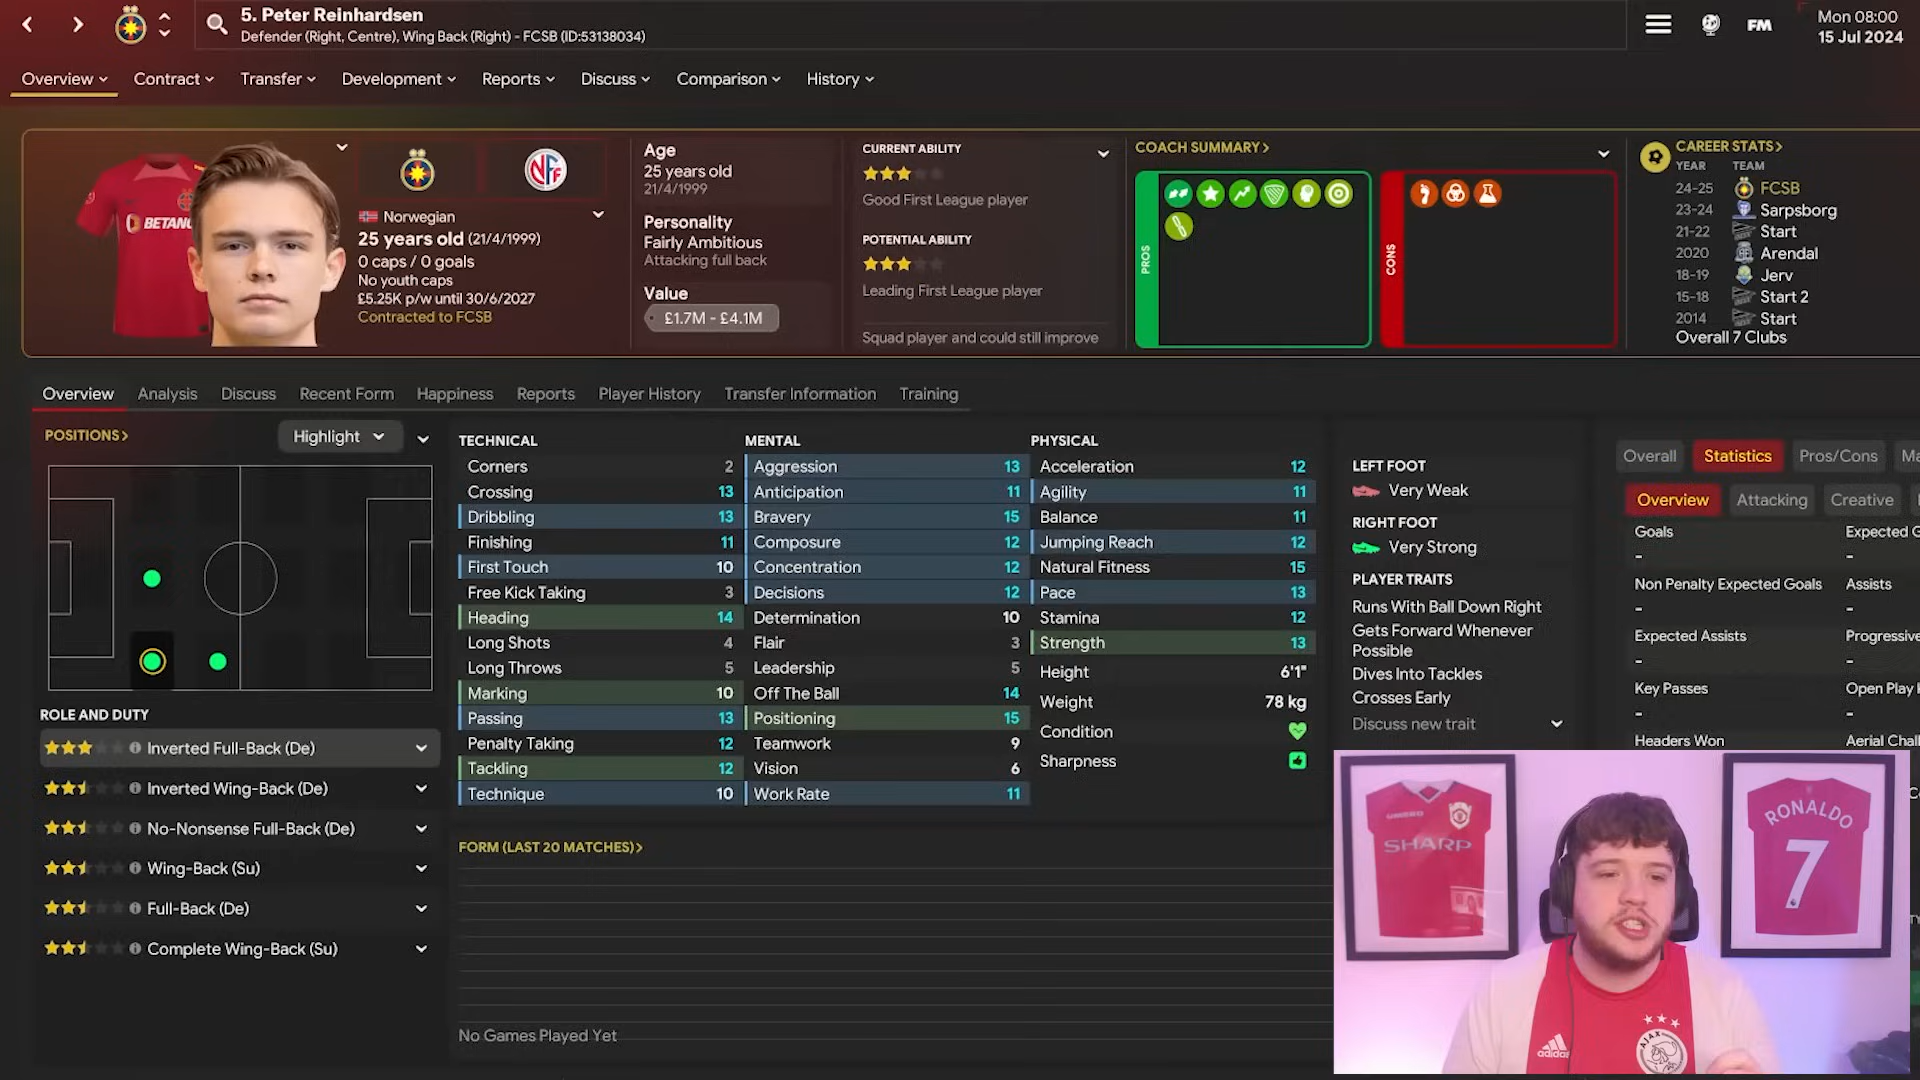 5. Peter Reinhardsen
Defender (Right, Centre), Wing Back (Right) - FCSB (ID:53138034)
FM
Mon 08:00
15 Jul 2024
Overview
Contract
Transfer
Development
Reports
Discuss
Comparison
History
BETANO
Norwegian
25 years old (21/4/1999)
0 caps / 0 goals
No youth caps
£5.25K p/w until 30/6/2027
Contracted to FCSB
Age
25 years old
21/4/1999
Personality
Fairly Ambitious
Attacking full back
Value
£1.7M - £4.1M
CURRENT ABILITY
Good First League player
POTENTIAL ABILITY
Leading First League player
Squad player and could still improve
COACH SUMMARY>
PROS
CONS
CAREER STATS>
YEAR TEAM
24-25 FCSB
23-24 Sarpsborg
21-22 Start
2020 Arendal
18-19 Jerv
15-18 Start 2
2014 Start
Overall 7 Clubs
Overview
Analysis
Discuss
Recent Form
Happiness
Reports
Player History
Transfer Information
Training
POSITIONS>
Highlight
ROLE AND DUTY
Inverted Full-Back (De)
Inverted Wing-Back (De)
No-Nonsense Full-Back (De)
Wing-Back (Su)
Full-Back (De)
Complete Wing-Back (Su)
TECHNICAL
Corners 2
Crossing 13
Dribbling 13
Finishing 11
First Touch 10
Free Kick Taking 3
Heading 14
Long Shots 4
Long Throws 5
Marking 10
Passing 13
Penalty Taking 12
Tackling 12
Technique 10
MENTAL
Aggression 13
Anticipation 11
Bravery 15
Composure 12
Concentration 12
Decisions 12
Determination 10
Flair 3
Leadership 5
Off The Ball 14
Positioning 15
Teamwork 9
Vision 6
Work Rate 11
PHYSICAL
Acceleration 12
Agility 11
Balance 11
Jumping Reach 12
Natural Fitness 15
Pace 13
Stamina 12
Strength 13
Height 6'1"
Weight 78 kg
Condition
Sharpness
FORM (LAST 20 MATCHES)>
No Games Played Yet
LEFT FOOT
Very Weak
RIGHT FOOT
Very Strong
PLAYER TRAITS
Runs With Ball Down Right
Gets Forward Whenever
Possible
Dives Into Tackles
Crosses Early
Discuss new trait
Overall
Statistics
Pros/Cons
Ma
Overview
Attacking
Creative
Goals
-
Expected G
-
Non Penalty Expected Goals
-
Assists
-
Expected Assists
-
Progressive
-
Key Passes
-
Open Play
-
Headers Won
Aerial Chal
UMBRO
SHARP
RONALDO
7
adidas
AJAX